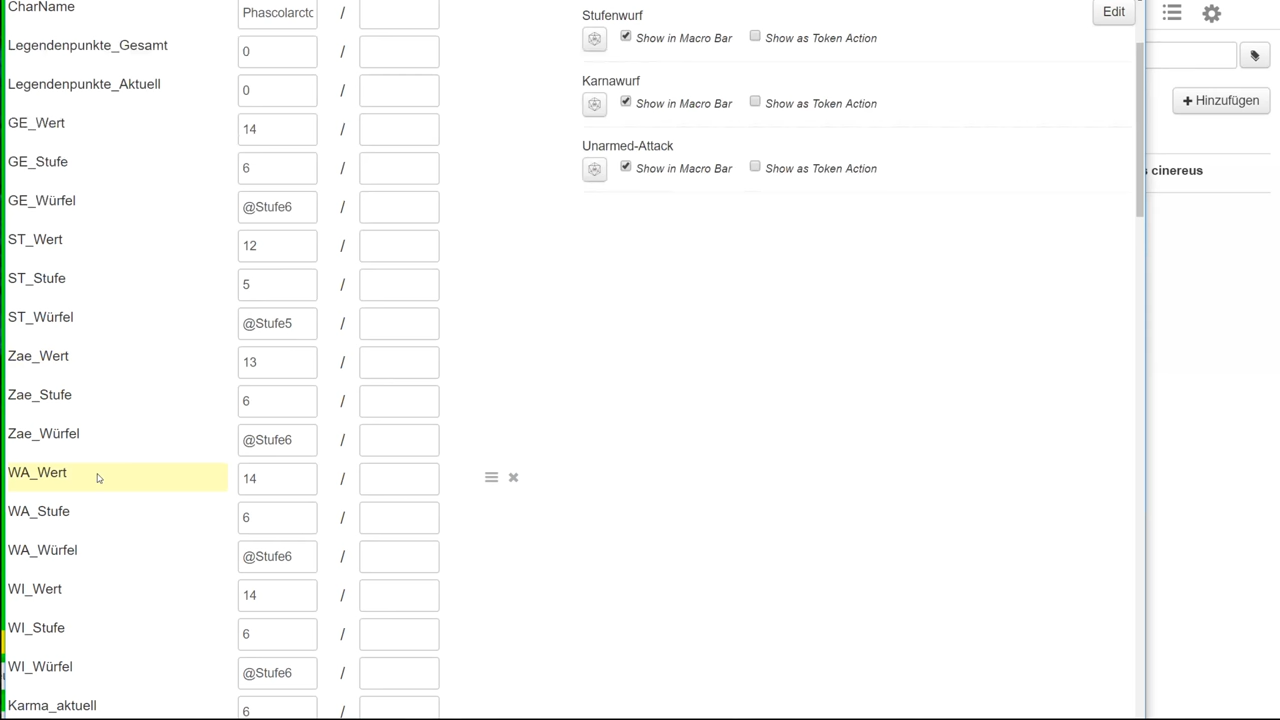 CharName Phascolarctc /
Legendenpunkte_Gesamt 0 /
Legendenpunkte_Aktuell 0 /
GE_Wert 14 /
GE_Stufe 6 /
GE_Würfel @Stufe6 /
ST_Wert 12 /
ST_Stufe 5 /
ST_Würfel @Stufe5 /
Zae_Wert 13 /
Zae_Stufe 6 /
Zae_Würfel @Stufe6 /
WA_Wert 14 /
WA_Stufe 6 /
WA_Würfel @Stufe6 /
WI_Wert 14 /
WI_Stufe 6 /
WI_Würfel @Stufe6 /
Karma_aktuell 6 /
Stufenwurf
Show in Macro Bar Show as Token Action
Karnawurf
Show in Macro Bar Show as Token Action
Unarmed-Attack
Show in Macro Bar Show as Token Action
Edit
+ Hinzufügen
s cinereus